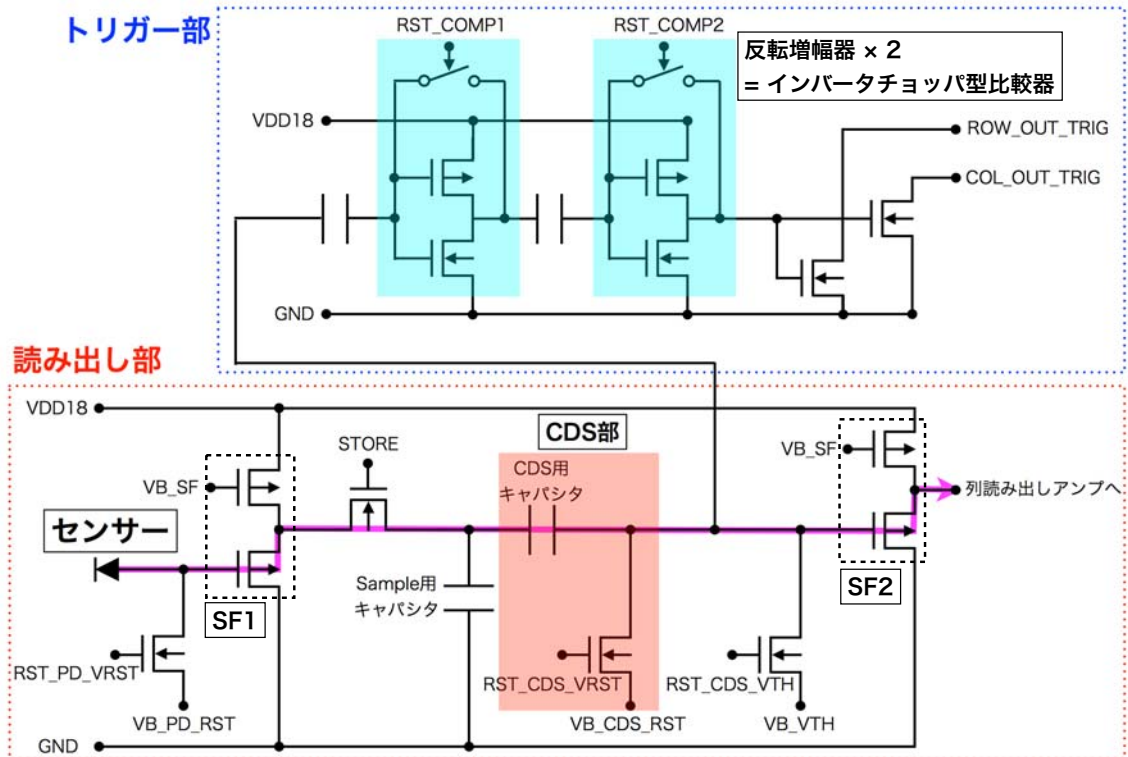 トリガー部
RST_COMP1
RST_COMP2
反転増幅器 × 2
= インバータチョッパ型比較器
VDD18
ROW_OUT_TRIG
COL_OUT_TRIG
GND
読み出し部
VDD18
STORE
CDS部
CDS用
キャパシタ
VB_SF
VB_SF
列読み出しアンプへ
センサー
SF1
Sample用
キャパシタ
SF2
RST_PD_VRST
RST_CDS_VRST
RST_CDS_VTH
VB_PD_RST
VB_CDS_RST
VB_VTH
GND